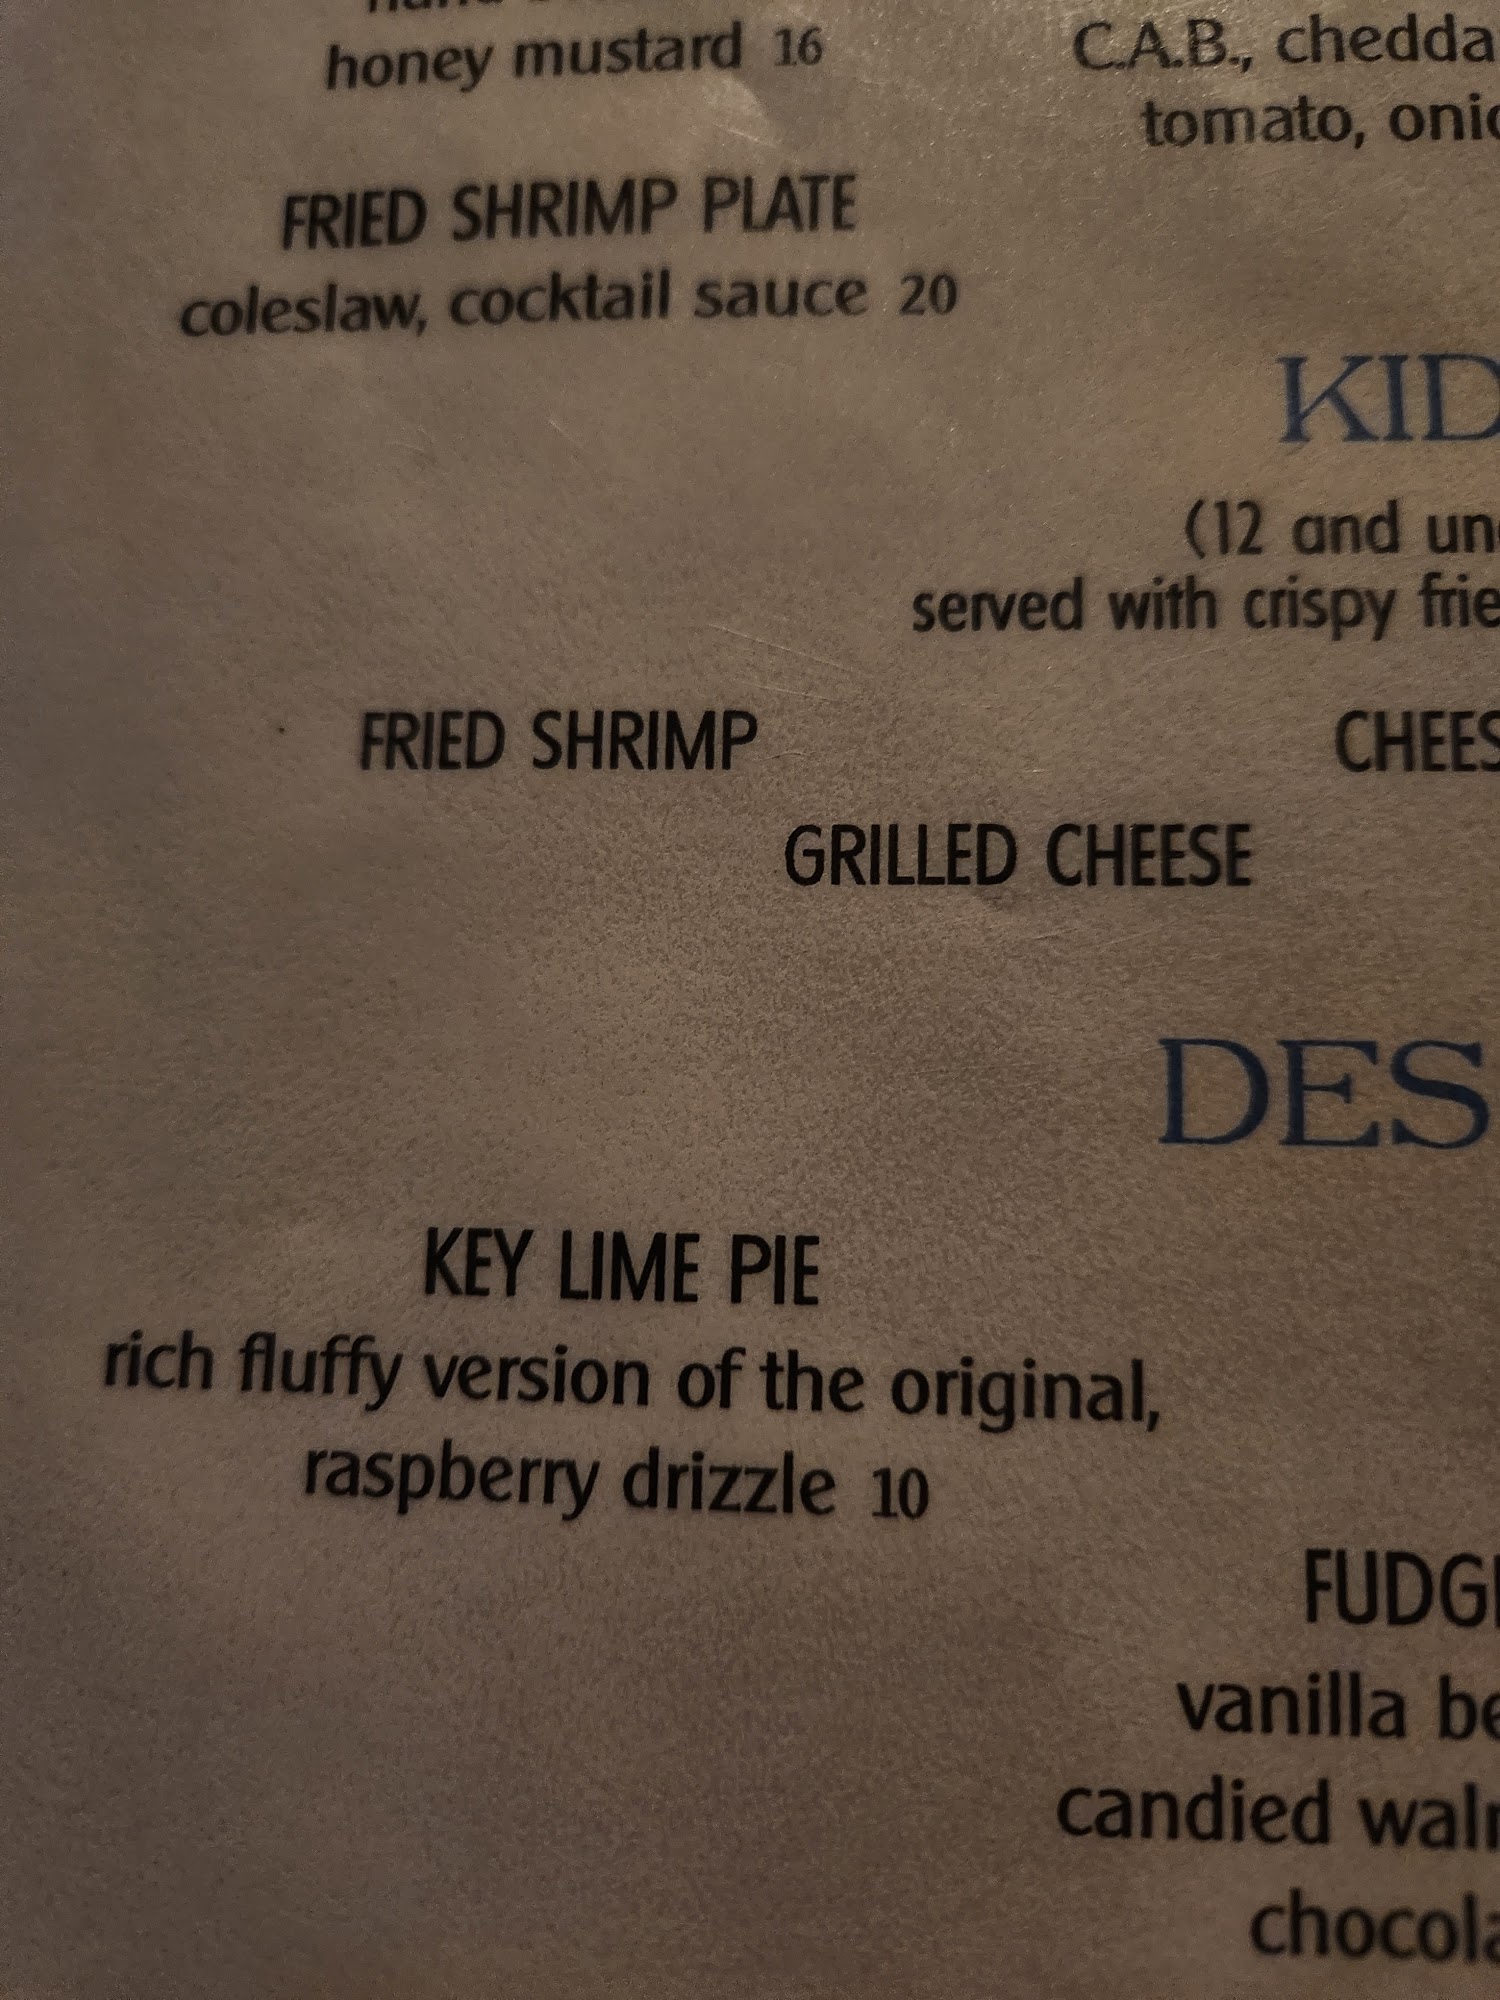 honey mustard 16
C.A.B., chedda
tomato, onio
FRIED SHRIMP PLATE
coleslaw, cocktail sauce 20
KID
(12 and un
served with crispy frie
FRIED SHRIMP
CHEES
GRILLED CHEESE
DES
KEY LIME PIE
rich fluffy version of the original,
raspberry drizzle 10
FUDG
vanilla be
candied waln
chocola